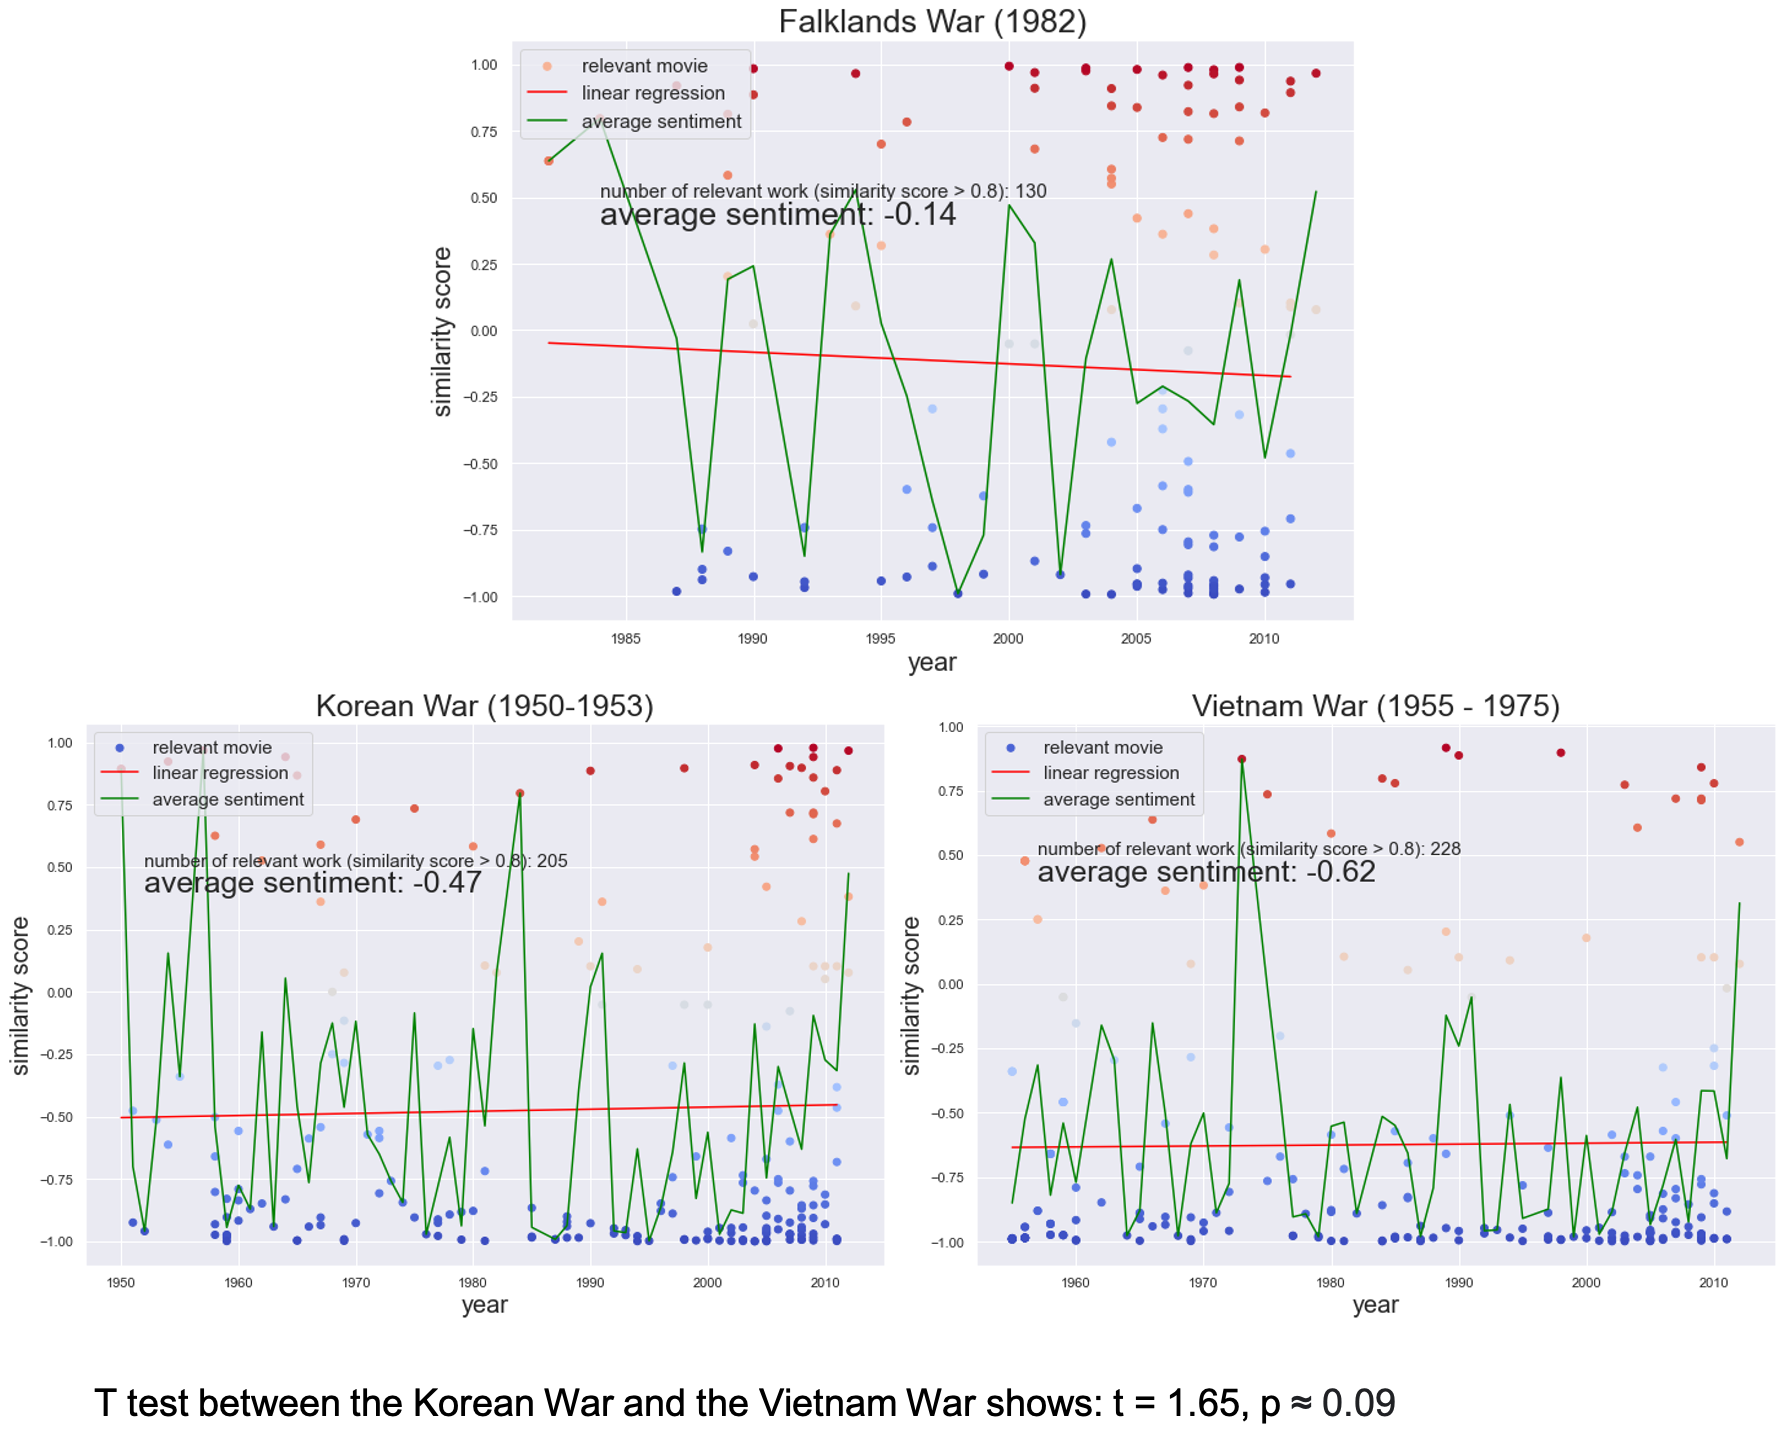 Falklands War (1982)
relevant movie
linear regression
average sentiment
number of relevant work (similarity score > 0.8): 130
average sentiment: -0.14
similarity score
1.00
0.75
0.50
0.25
0.00
−0.25
−0.50
−0.75
−1.00
1985 1990 1995 2000 2005 2010
year
Korean War (1950-1953)
relevant movie
linear regression
average sentiment
number of relevant work (similarity score > 0.8): 205
average sentiment: -0.47
similarity score
1.00
0.75
0.50
0.25
0.00
−0.25
−0.50
−0.75
−1.00
1950 1960 1970 1980 1990 2000 2010
year
Vietnam War (1955 - 1975)
relevant movie
linear regression
average sentiment
number of relevant work (similarity score > 0.8): 228
average sentiment: -0.62
similarity score
1.00
0.75
0.50
0.25
0.00
−0.25
−0.50
−0.75
−1.00
1960 1970 1980 1990 2000 2010
year
T test between the Korean War and the Vietnam War shows: t = 1.65, p ≈ 0.09